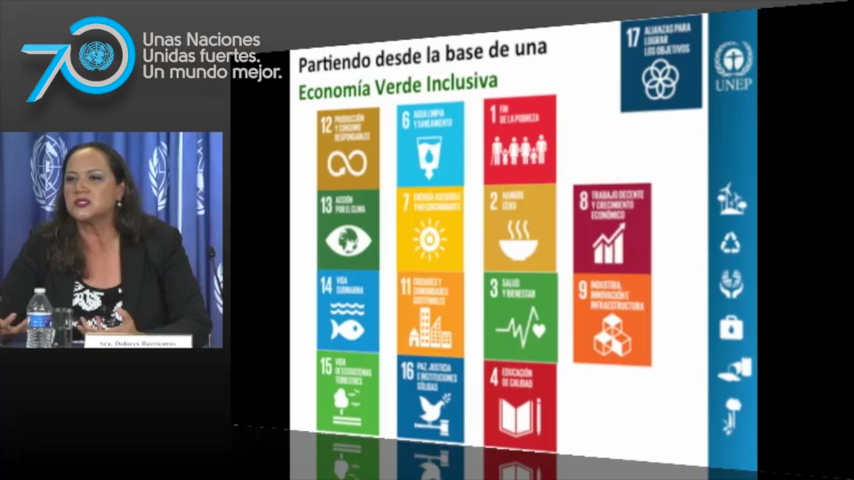 70
Unas Naciones
Unidas fuertes.
Un mundo mejor.
Sra. Dolores Barrientos
Partiendo desde la base de una
Economía Verde Inclusiva
17 ALIANZAS PARA
LOGRAR
LOS OBJETIVOS
UNEP
12 PRODUCCIÓN
Y CONSUMO
RESPONSABLES
6 AGUA LIMPIA
Y SANEAMIENTO
1 FIN
DE LA POBREZA
13 ACCIÓN
POR EL CLIMA
7 ENERGÍA ASEQUIBLE
Y NO CONTAMINANTE
2 HAMBRE
CERO
8 TRABAJO DECENTE
Y CRECIMIENTO
ECONÓMICO
14 VIDA
SUBMARINA
11 CIUDADES Y
COMUNIDADES
SOSTENIBLES
3 SALUD
Y BIENESTAR
9 INDUSTRIA,
INNOVACIÓN E
INFRAESTRUCTURA
15 VIDA
DE ECOSISTEMAS
TERRESTRES
16 PAZ, JUSTICIA
E INSTITUCIONES
SÓLIDAS
4 EDUCACIÓN
DE CALIDAD